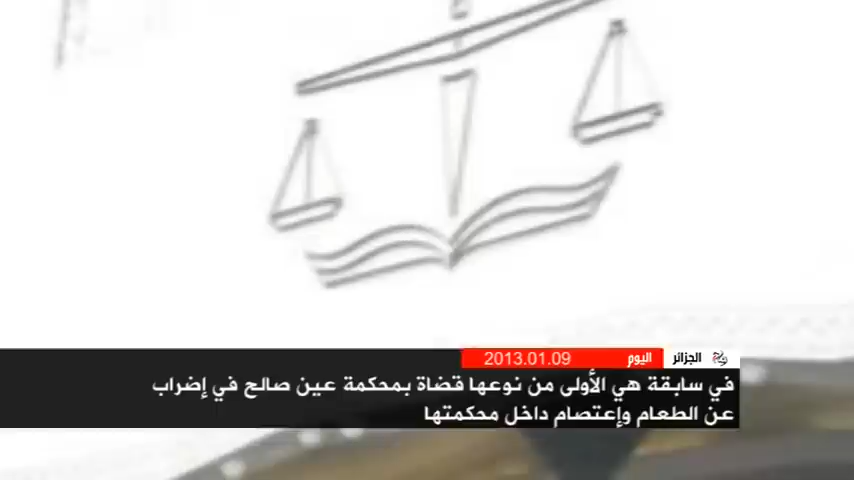 الجزائر اليوم 2013.01.09
في سابقة هي الأولى من نوعها قضاة بمحكمة عين صالح في إضراب
عن الطعام وإعتصام داخل محكمتها